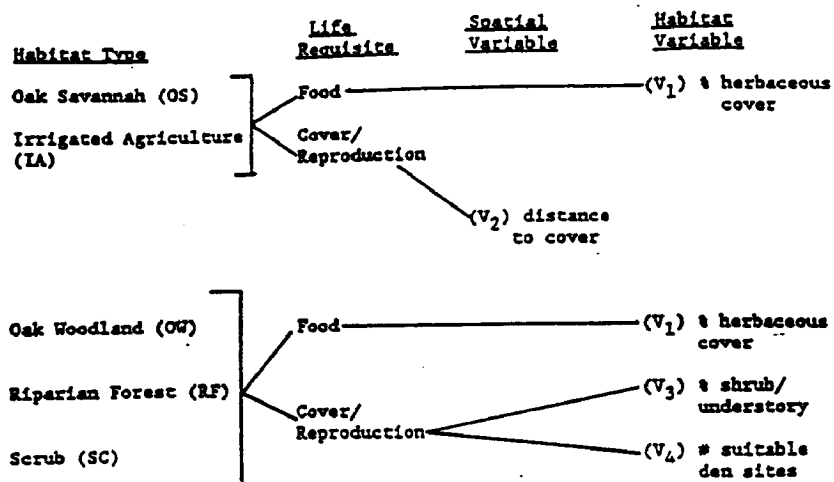 Life Requisite
Spatial Variable
Habitat Variable
Habitat Type
Oak Savannah (OS)
Food
(V1) % herbaceous cover
Irrigated Agriculture (IA)
Cover/ Reproduction
(V2) distance to cover
Oak Woodland (OW)
Food
(V1) % herbaceous cover
Riparian Forest (RF)
Cover/ Reproduction
(V3) % shrub/ understory
Scrub (SC)
(V4) # suitable den sites